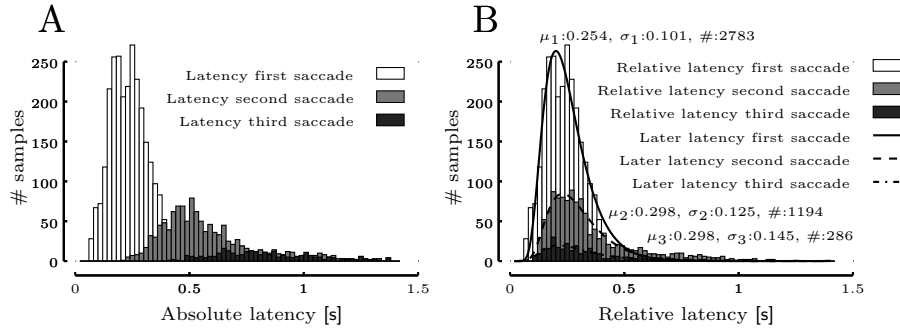 A
# samples
250
200
150
100
50
0
Latency first saccade
Latency second saccade
Latency third saccade
0
0.5
1
1.5
Absolute latency [s]
B
μ1:0.254, σ1:0.101, #:2783
# samples
250
200
150
100
50
0
Relative latency first saccade
Relative latency second saccade
Relative latency third saccade
Later latency first saccade
Later latency second saccade
Later latency third saccade
μ2:0.298, σ2:0.125, #:1194
μ3:0.298, σ3:0.145, #:286
0
0.5
1
1.5
Relative latency [s]